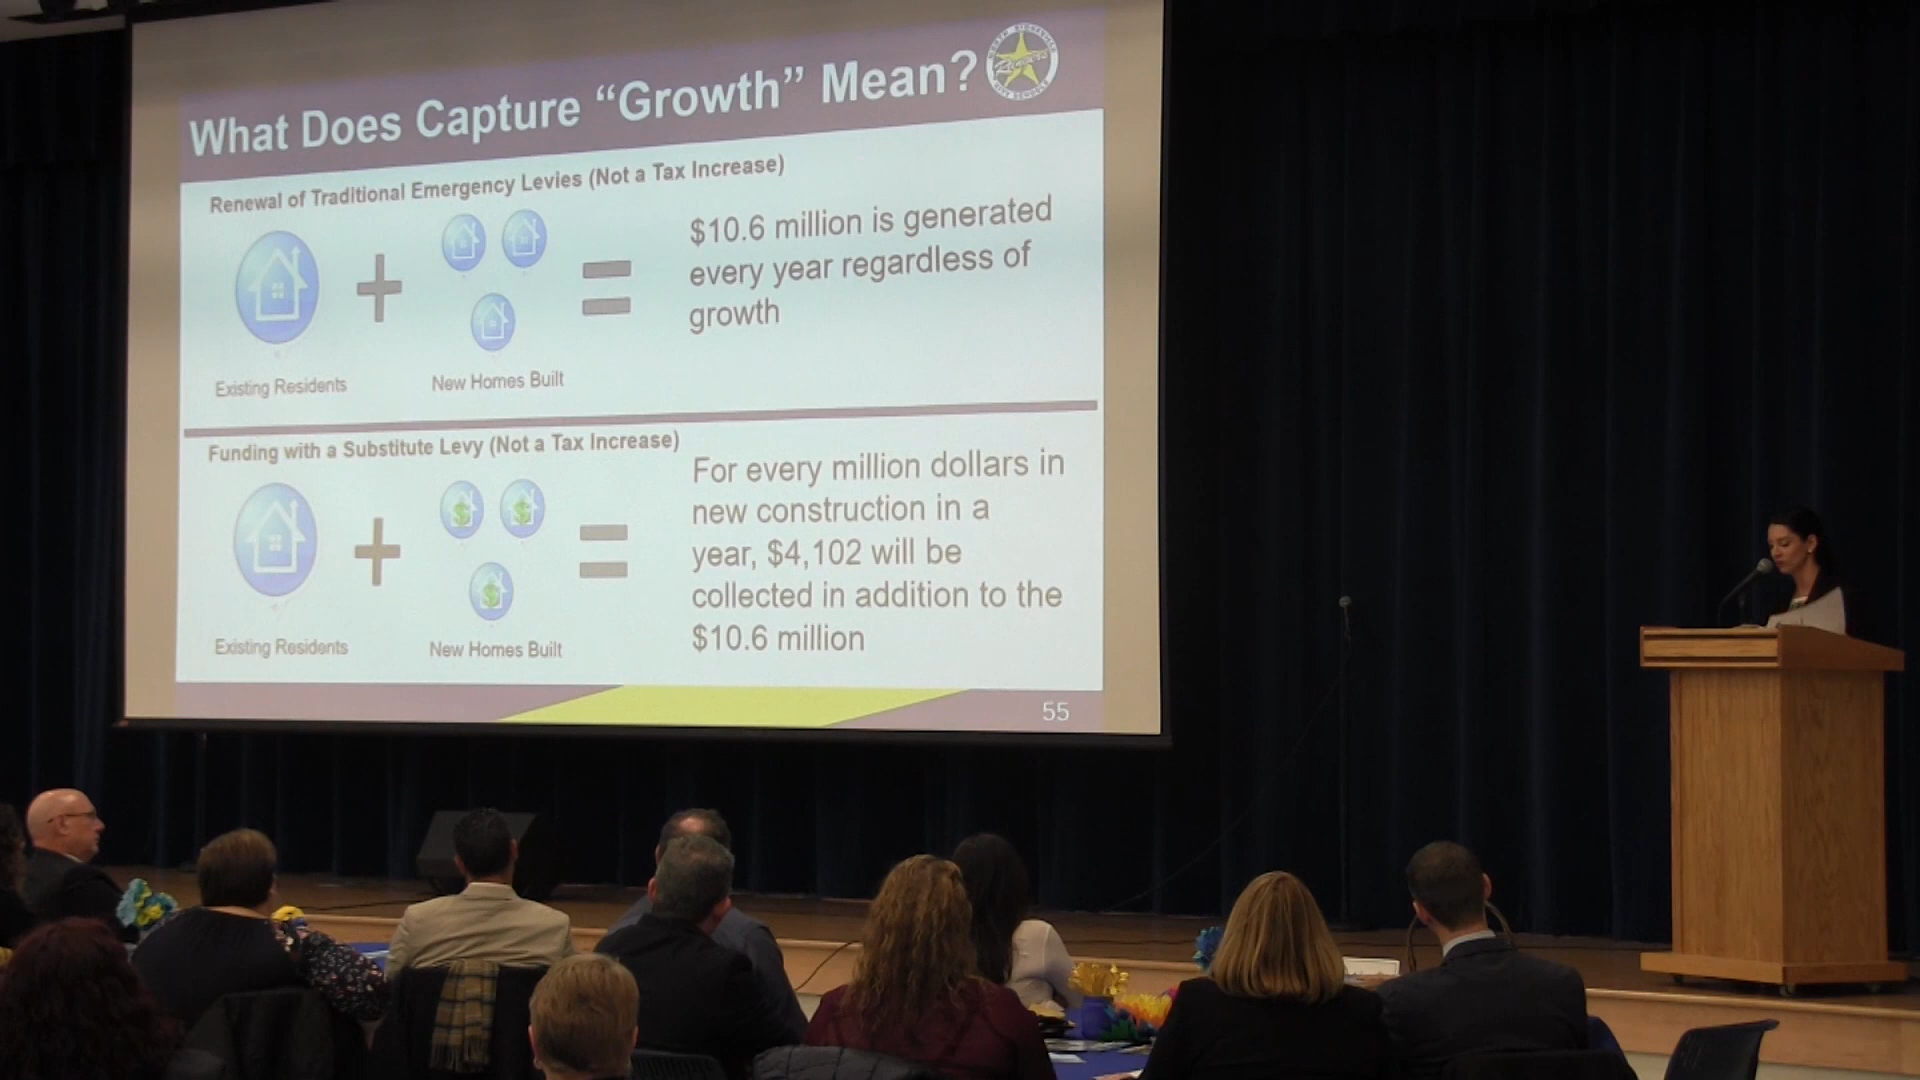 What Does Capture “Growth” Mean?
Rangers
CITY SCHOOLS
Renewal of Traditional Emergency Levies (Not a Tax Increase)
$10.6 million is generated
every year regardless of
growth
Existing Residents
New Homes Built
Funding with a Substitute Levy (Not a Tax Increase)
For every million dollars in
new construction in a
year, $4,102 will be
collected in addition to the
$10.6 million
Existing Residents
New Homes Built
55